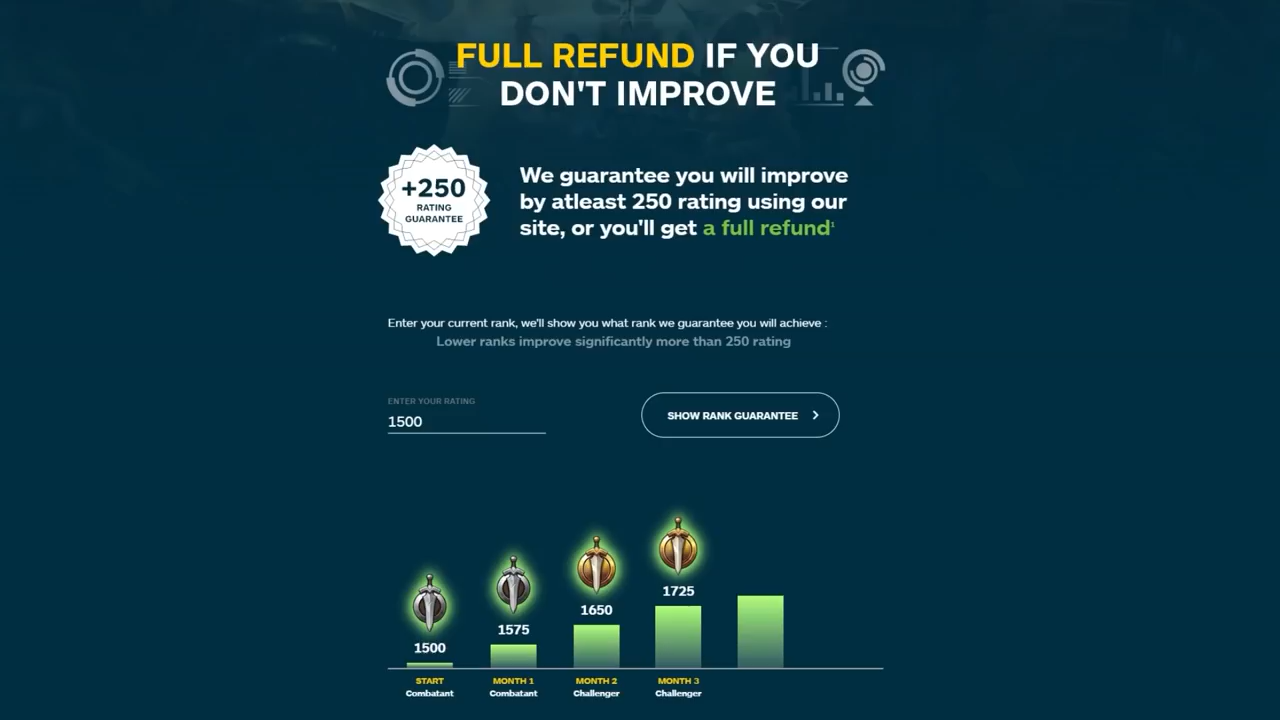 FULL REFUND IF YOU
DON'T IMPROVE
+250
RATING
GUARANTEE
We guarantee you will improve
by atleast 250 rating using our
site, or you'll get a full refund¹
Enter your current rank, we'll show you what rank we guarantee you will achieve :
Lower ranks improve significantly more than 250 rating
ENTER YOUR RATING
1500
SHOW RANK GUARANTEE
1500
1575
1650
1725
START
MONTH 1
MONTH 2
MONTH 3
Combatant
Combatant
Challenger
Challenger